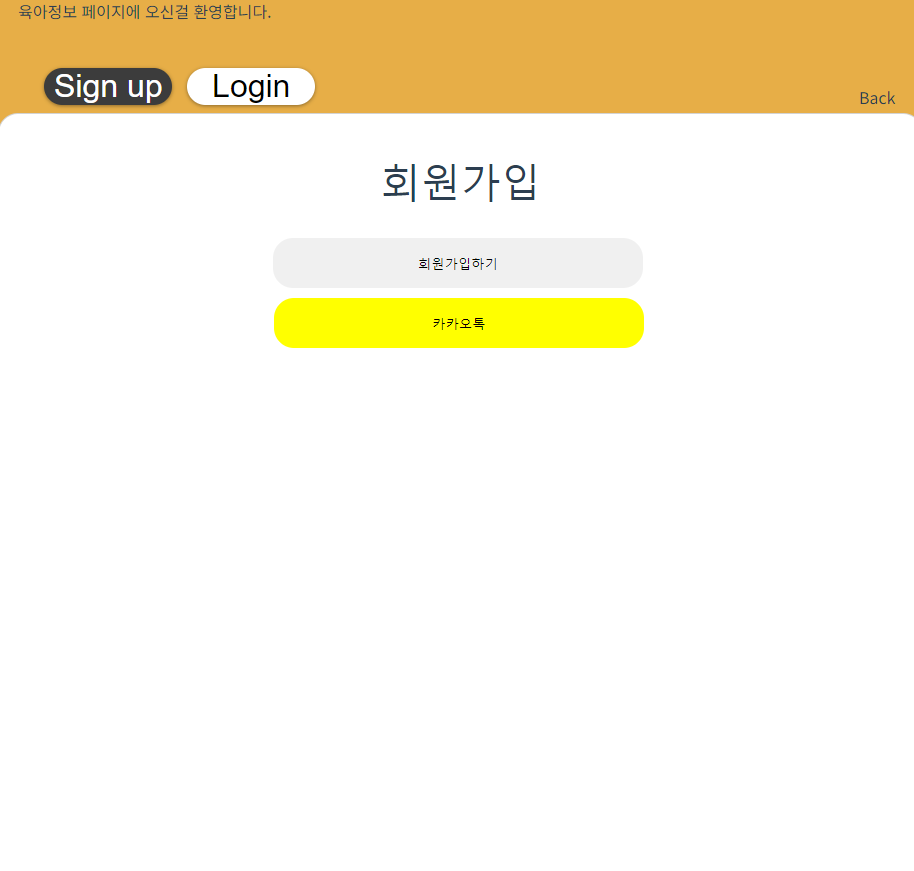 육아정보 페이지에 오신걸 환영합니다.
Sign up Login
Back
회원가입
회원가입하기
카카오톡